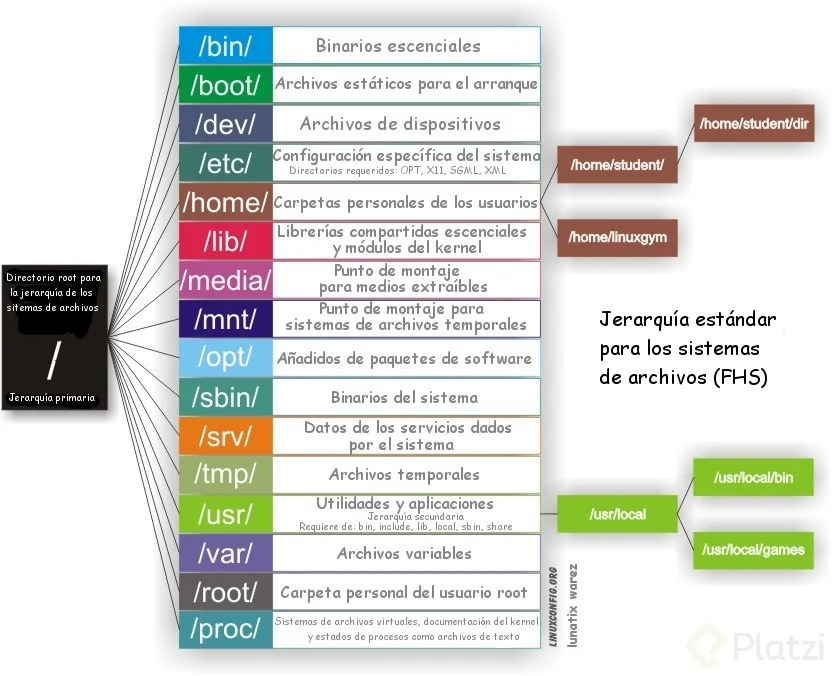 Directorio root para
la jerarquía de los
sitemas de archivos
/
Jerarquía primaria
/bin/ Binarios escenciales
/boot/ Archivos estáticos para el arranque
/dev/ Archivos de dispositivos
/etc/ Configuración específica del sistema
Directorios requeridos: OPT, X11, SGML, XML
/home/ Carpetas personales de los usuarios
/lib/ Librerías compartidas escenciales
y módulos del kernel
/media/ Punto de montaje
para medios extraíbles
/mnt/ Punto de montaje para
sistemas de archivos temporales
/opt/ Añadidos de paquetes de software
/sbin/ Binarios del sistema
/srv/ Datos de los servicios dados
por el sistema
/tmp/ Archivos temporales
/usr/ Utilidades y aplicaciones
Jerarquía secundaria
Requiere de: bin, include, lib, local, sbin, share
/var/ Archivos variables
/root/ Carpeta personal del usuario root
/proc/ Sistemas de archivos virtuales, documentación del kernel
y estados de procesos como archivos de texto
/home/student/
/home/student/dir
/home/linuxgym
Jerarquía estándar
para los sistemas
de archivos (FHS)
/usr/local
/usr/local/bin
/usr/local/games
LINUXCONFIG.ORG
lunatix warez
Platzi